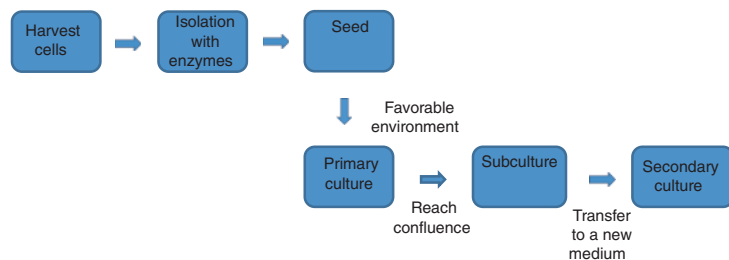 Harvest
cells
Isolation
with
enzymes
Seed
Favorable
environment
Primary
culture
Reach
confluence
Subculture
Transfer
to a new
medium
Secondary
culture